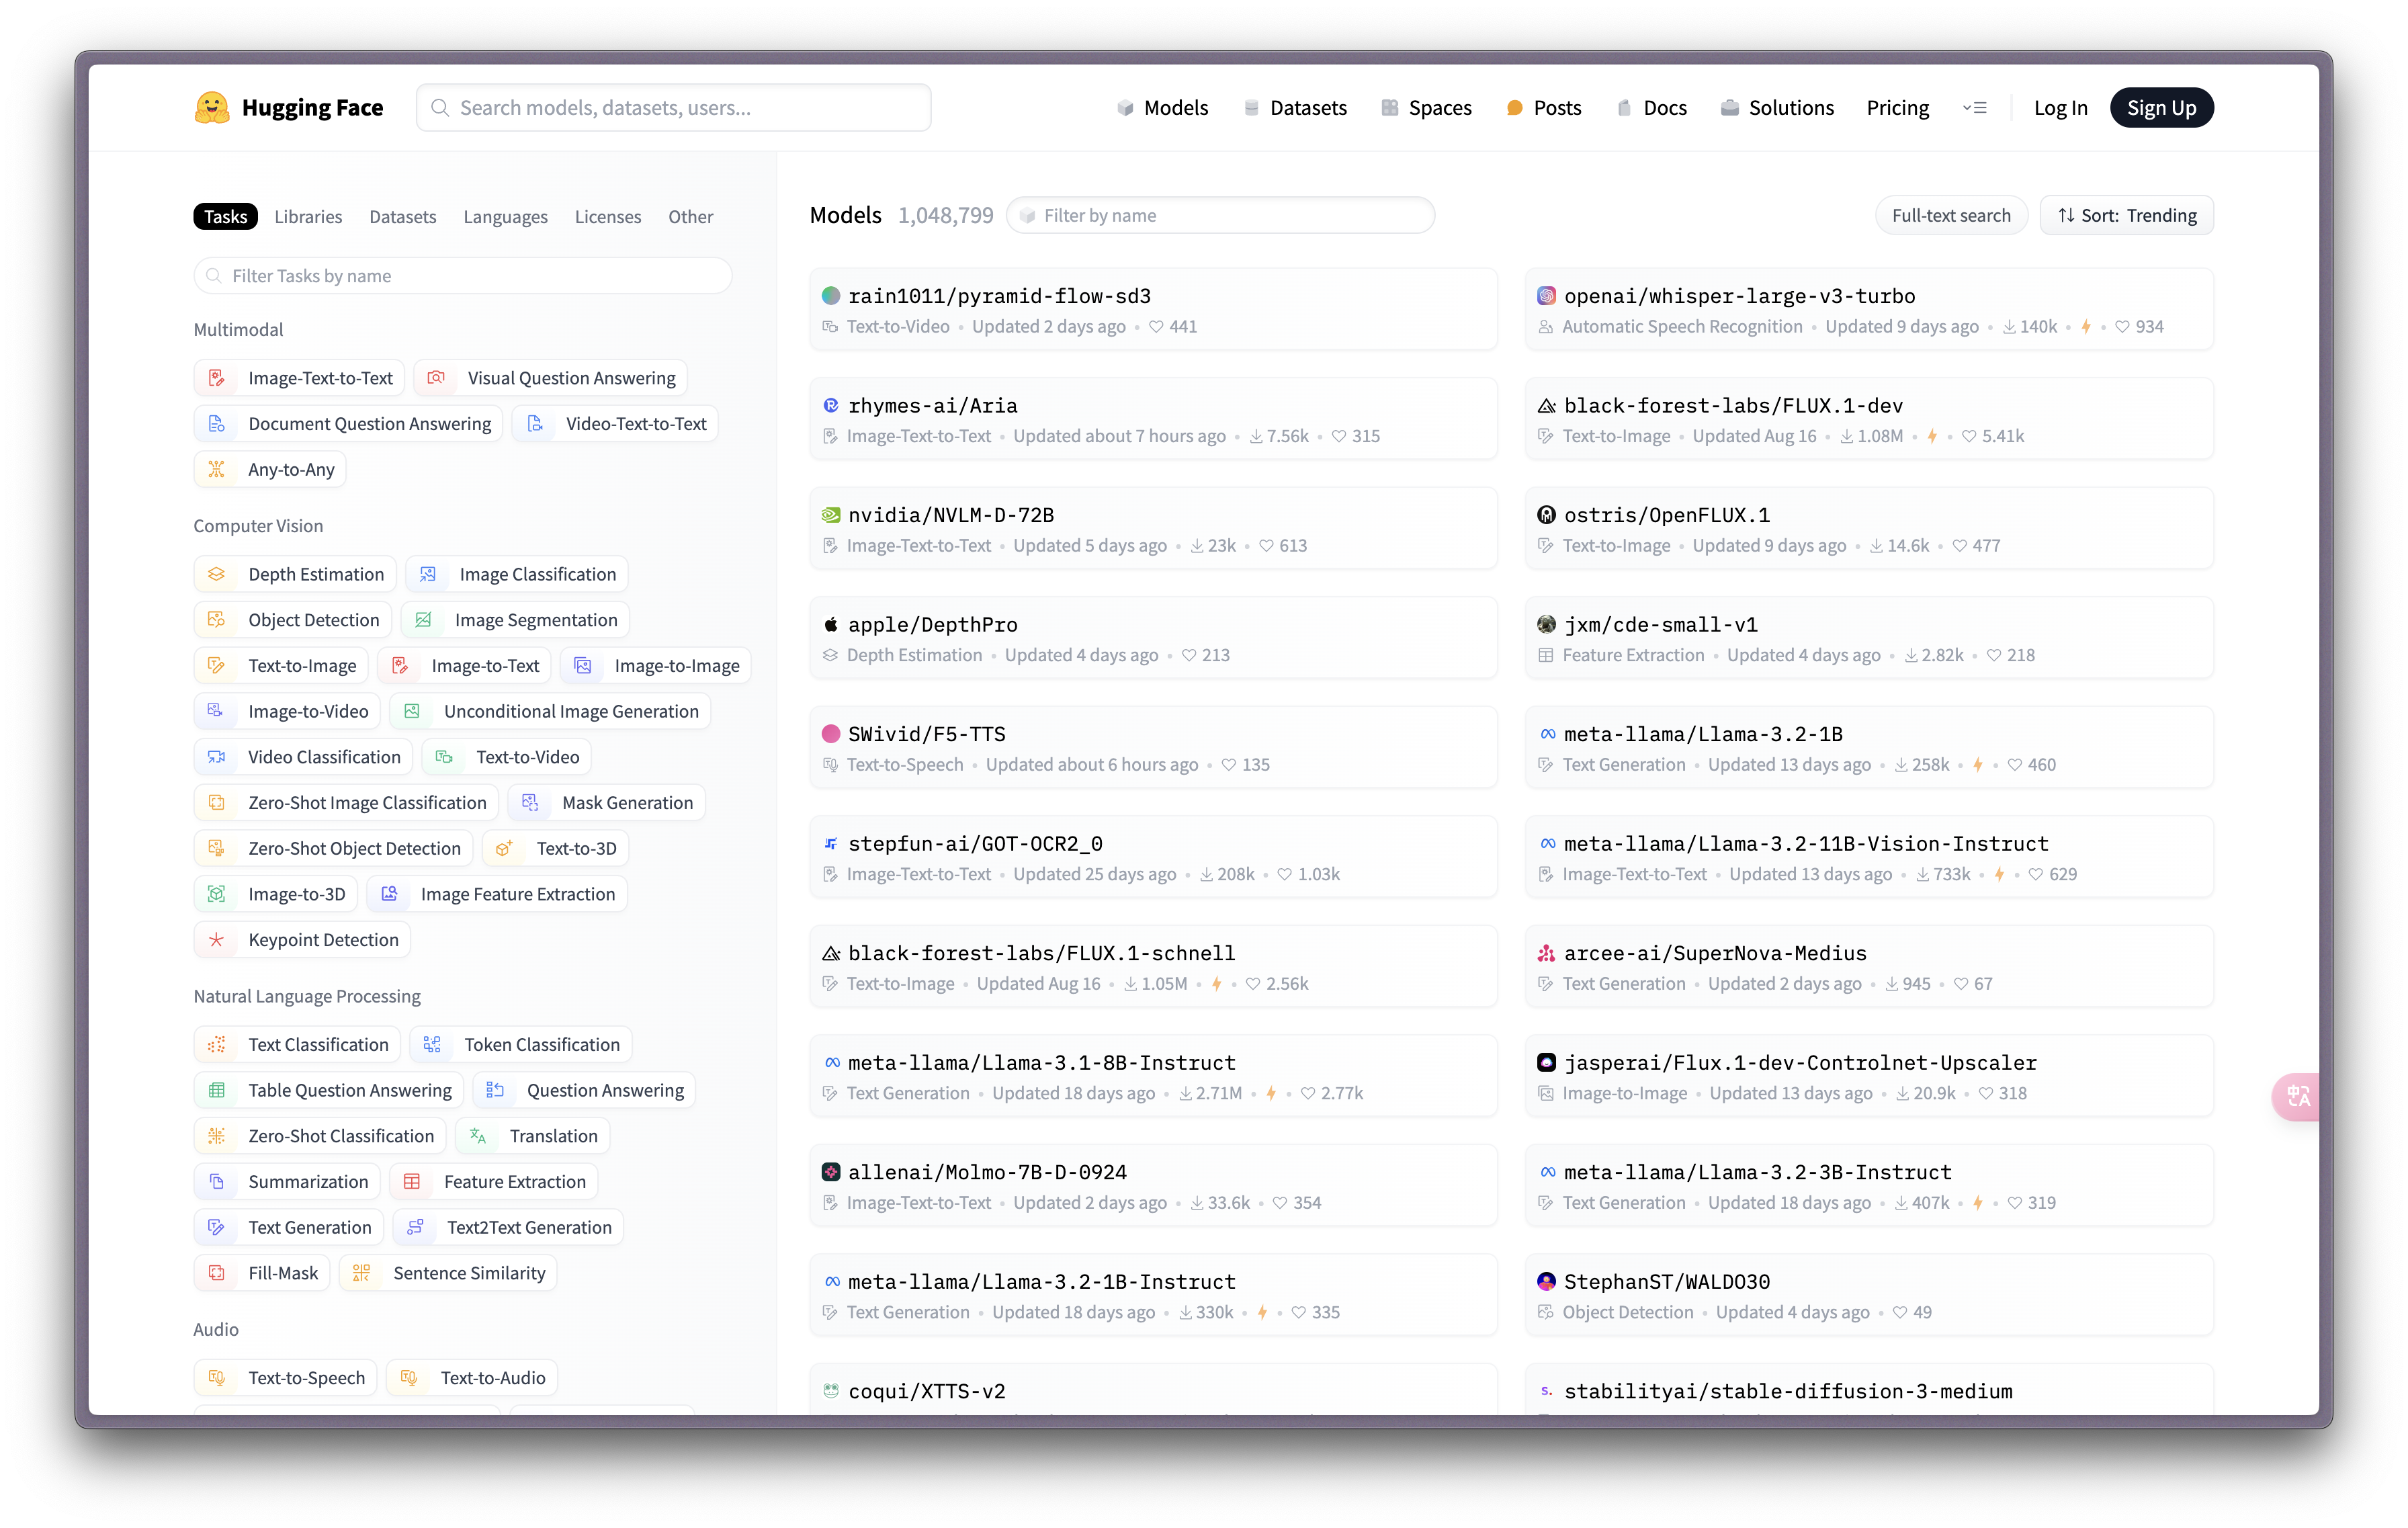 Hugging Face
Search models, datasets, users...
Models
Datasets
Spaces
Posts
Docs
Solutions
Pricing
Log In
Sign Up
Tasks
Libraries
Datasets
Languages
Licenses
Other
Filter Tasks by name
Multimodal
Image-Text-to-Text
Visual Question Answering
Document Question Answering
Video-Text-to-Text
Any-to-Any
Computer Vision
Depth Estimation
Image Classification
Object Detection
Image Segmentation
Text-to-Image
Image-to-Text
Image-to-Image
Image-to-Video
Unconditional Image Generation
Video Classification
Text-to-Video
Zero-Shot Image Classification
Mask Generation
Zero-Shot Object Detection
Text-to-3D
Image-to-3D
Image Feature Extraction
Keypoint Detection
Natural Language Processing
Text Classification
Token Classification
Table Question Answering
Question Answering
Zero-Shot Classification
Translation
Summarization
Feature Extraction
Text Generation
Text2Text Generation
Fill-Mask
Sentence Similarity
Audio
Text-to-Speech
Text-to-Audio
Models 1,048,799
Filter by name
Full-text search
Sort: Trending
rain1011/pyramid-flow-sd3
Text-to-Video • Updated 2 days ago • 441
openai/whisper-large-v3-turbo
Automatic Speech Recognition • Updated 9 days ago • 140k • 934
rhymes-ai/Aria
Image-Text-to-Text • Updated about 7 hours ago • 7.56k • 315
black-forest-labs/FLUX.1-dev
Text-to-Image • Updated Aug 16 • 1.08M • 5.41k
nvidia/NVLM-D-72B
Image-Text-to-Text • Updated 5 days ago • 23k • 613
ostris/OpenFLUX.1
Text-to-Image • Updated 9 days ago • 14.6k • 477
apple/DepthPro
Depth Estimation • Updated 4 days ago • 213
jxm/cde-small-v1
Feature Extraction • Updated 4 days ago • 2.82k • 218
SWivid/F5-TTS
Text-to-Speech • Updated about 6 hours ago • 135
meta-llama/Llama-3.2-1B
Text Generation • Updated 13 days ago • 258k • 460
stepfun-ai/GOT-OCR2_0
Image-Text-to-Text • Updated 25 days ago • 208k • 1.03k
meta-llama/Llama-3.2-11B-Vision-Instruct
Image-Text-to-Text • Updated 13 days ago • 733k • 629
black-forest-labs/FLUX.1-schnell
Text-to-Image • Updated Aug 16 • 1.05M • 2.56k
arcee-ai/SuperNova-Medius
Text Generation • Updated 2 days ago • 945 • 67
meta-llama/Llama-3.1-8B-Instruct
Text Generation • Updated 18 days ago • 2.71M • 2.77k
jasperai/Flux.1-dev-Controlnet-Upscaler
Image-to-Image • Updated 13 days ago • 20.9k • 318
allenai/Molmo-7B-D-0924
Image-Text-to-Text • Updated 2 days ago • 33.6k • 354
meta-llama/Llama-3.2-3B-Instruct
Text Generation • Updated 18 days ago • 407k • 319
meta-llama/Llama-3.2-1B-Instruct
Text Generation • Updated 18 days ago • 330k • 335
StephanST/WALDO30
Object Detection • Updated 4 days ago • 49
coqui/XTTS-v2
stabilityai/stable-diffusion-3-medium